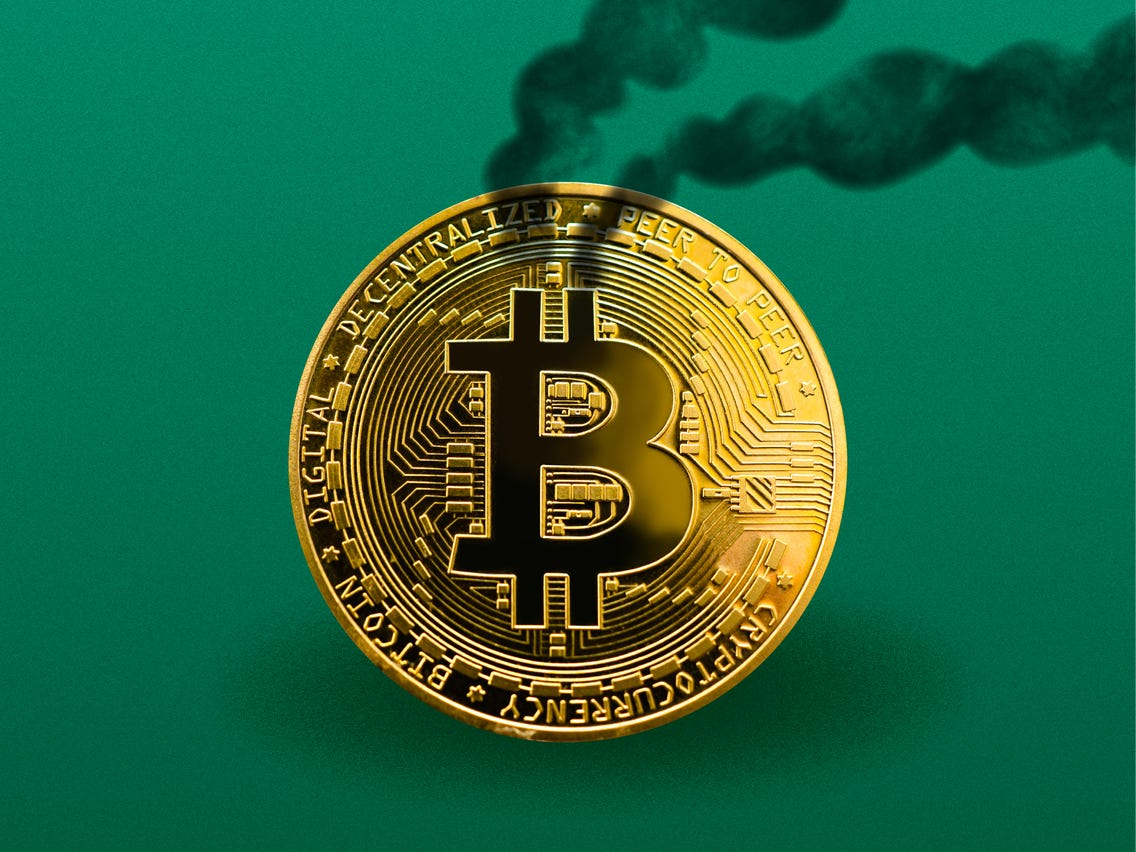 DIGITAL * DECENTRALIZED * PEER TO PEER * CRYPTOCURRENCY * BITCOIN *